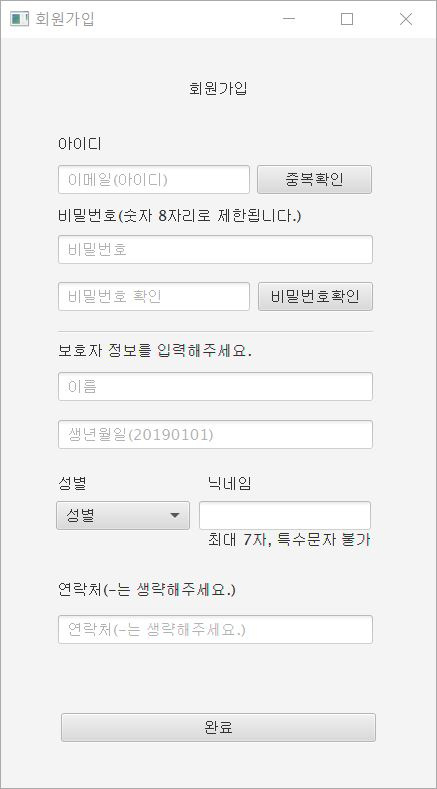 회원가입
회원가입
아이디
이메일(아이디) 중복확인
비밀번호(숫자 8자리로 제한됩니다.)
비밀번호
비밀번호 확인 비밀번호확인
보호자 정보를 입력해주세요.
이름
생년월일(20190101)
성별 닉네임
성별
최대 7자, 특수문자 불가
연락처(-는 생략해주세요.)
연락처(-는 생략해주세요.)
완료